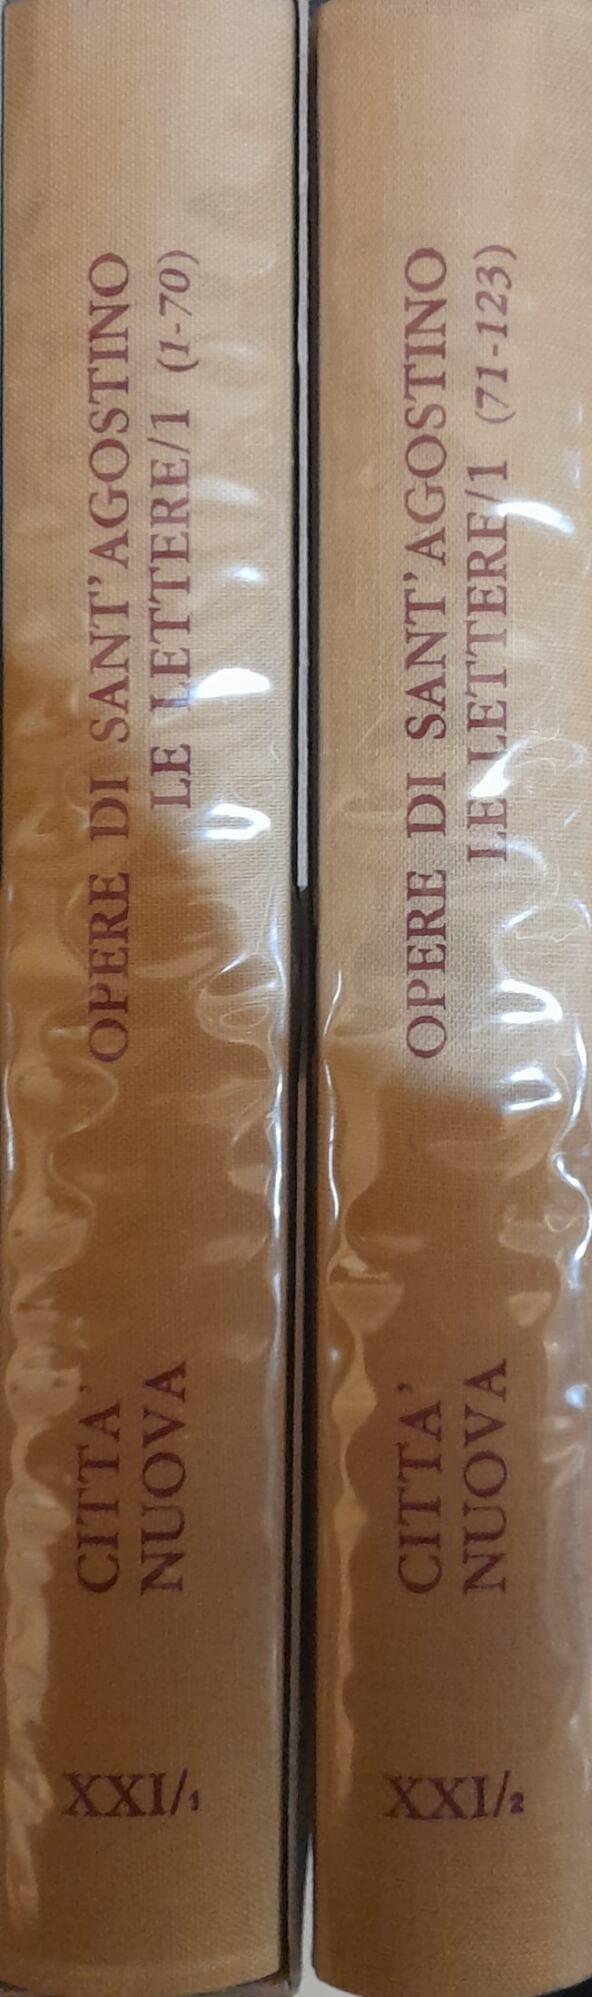 OPERE DI SANT'AGOSTINO
LE LETTERE/1 (1-70)
CITTA'
NUOVA
XXI/1
OPERE DI SANT'AGOSTINO
LE LETTERE/1 (71-123)
CITTA'
NUOVA
XXI/2